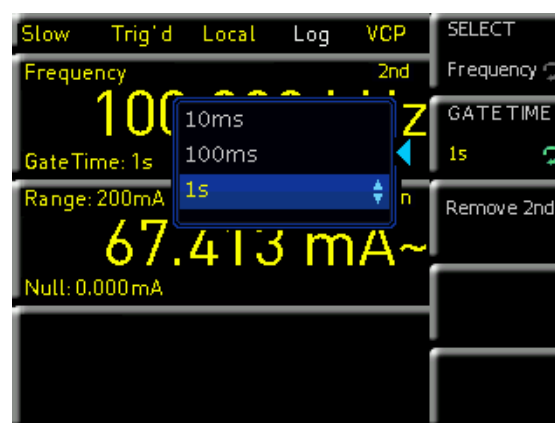 Slow Trig'd Local Log VCP
Frequency 2nd
GateTime: 1s
10ms
100ms
1s
Range: 200mA
67.413 mA~
Null: 0.000mA
SELECT
Frequency
GATE TIME
1s
Remove 2nd